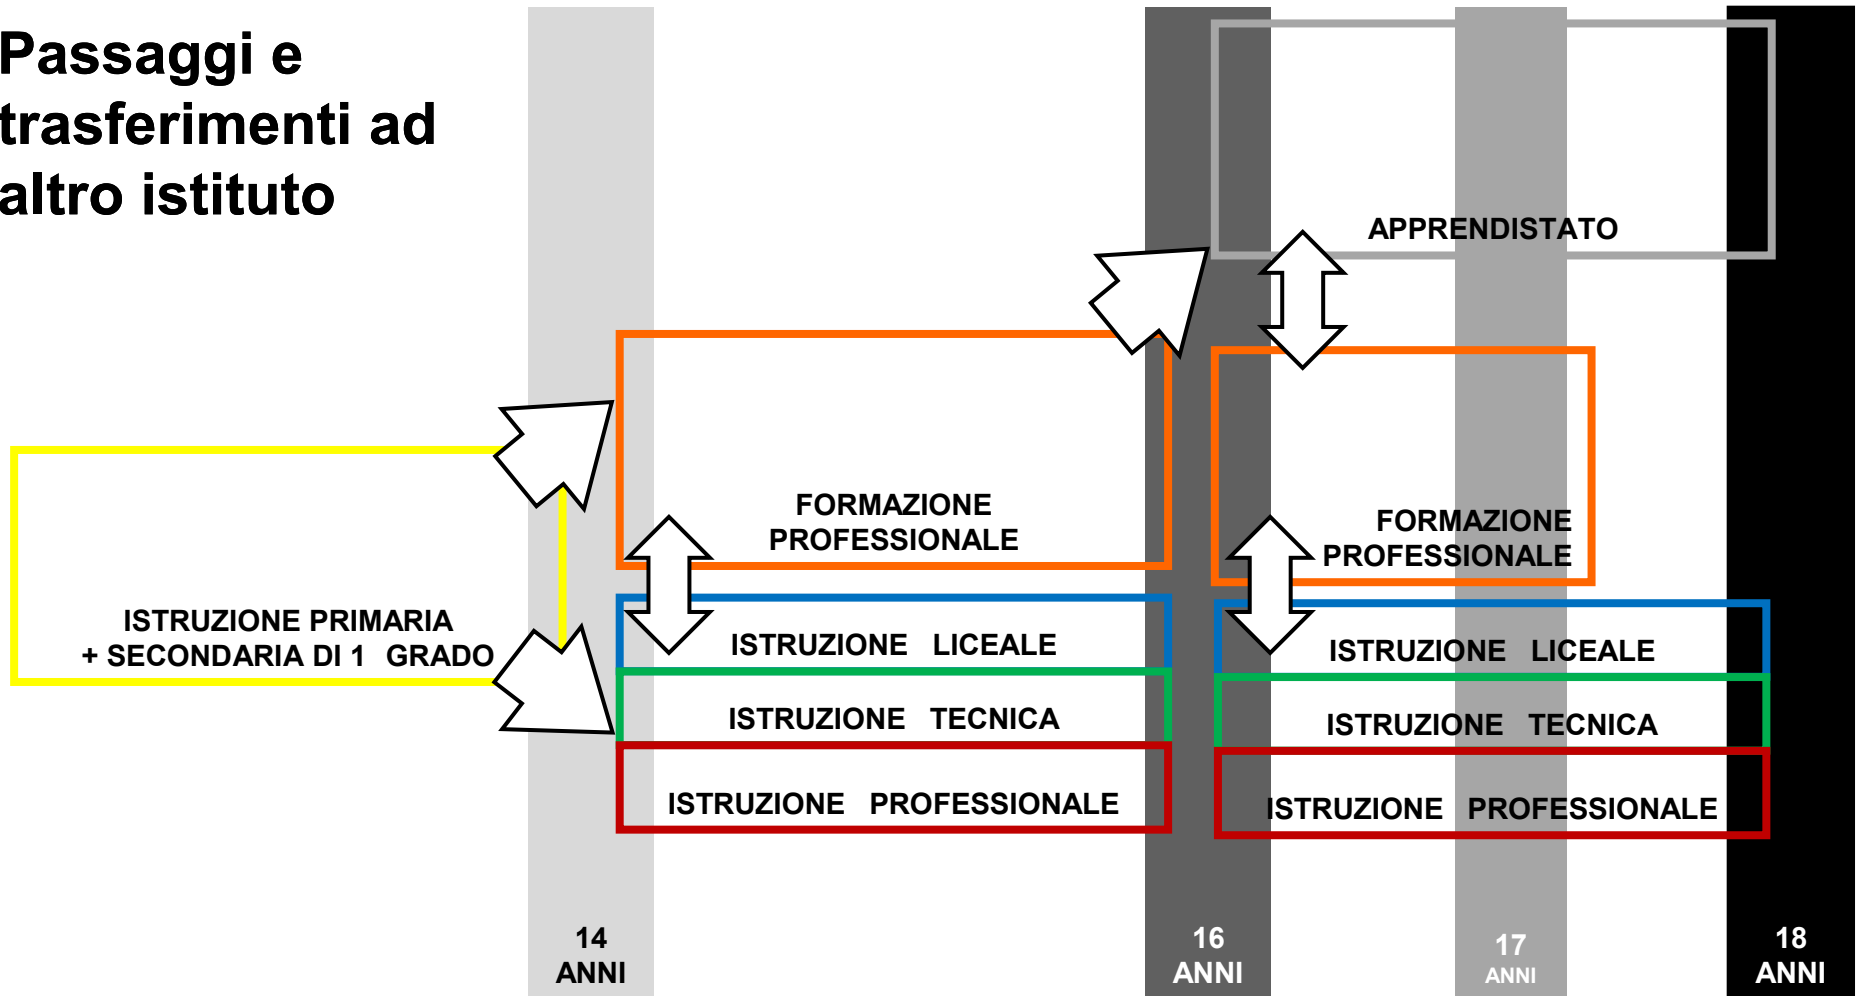 Passaggi e
trasferimenti ad
altro istituto
APPRENDISTATO
FORMAZIONE
PROFESSIONALE
FORMAZIONE
PROFESSIONALE
ISTRUZIONE PRIMARIA
+ SECONDARIA DI 1 GRADO
ISTRUZIONE LICEALE
ISTRUZIONE TECNICA
ISTRUZIONE PROFESSIONALE
ISTRUZIONE LICEALE
ISTRUZIONE TECNICA
ISTRUZIONE PROFESSIONALE
14
ANNI
16
ANNI
17
ANNI
18
ANNI